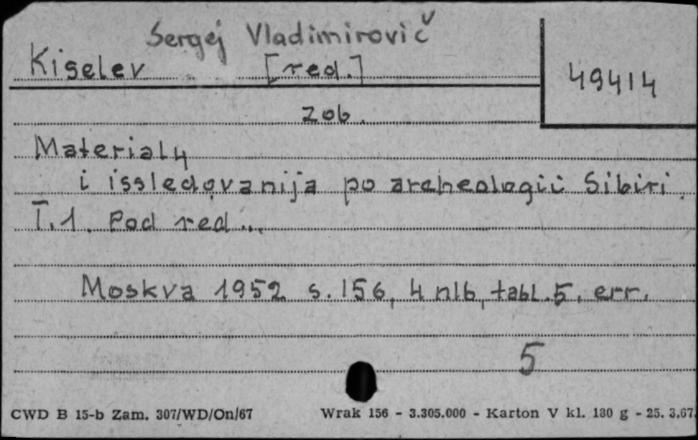 Sergej Vladimirovič
Kiselev [red.]
49414
zob.
Materialy
i issledovanija po archeologii Sibiri.
T.1. Pod red...
Moskva 1952 s.156, 4 nlb, tabl.5, err.
5
CWD B 15-b Zam. 307/WD/On/67 Wrak 156 - 3.305.000 - Karton V kl. 180 g - 25. 3.67.